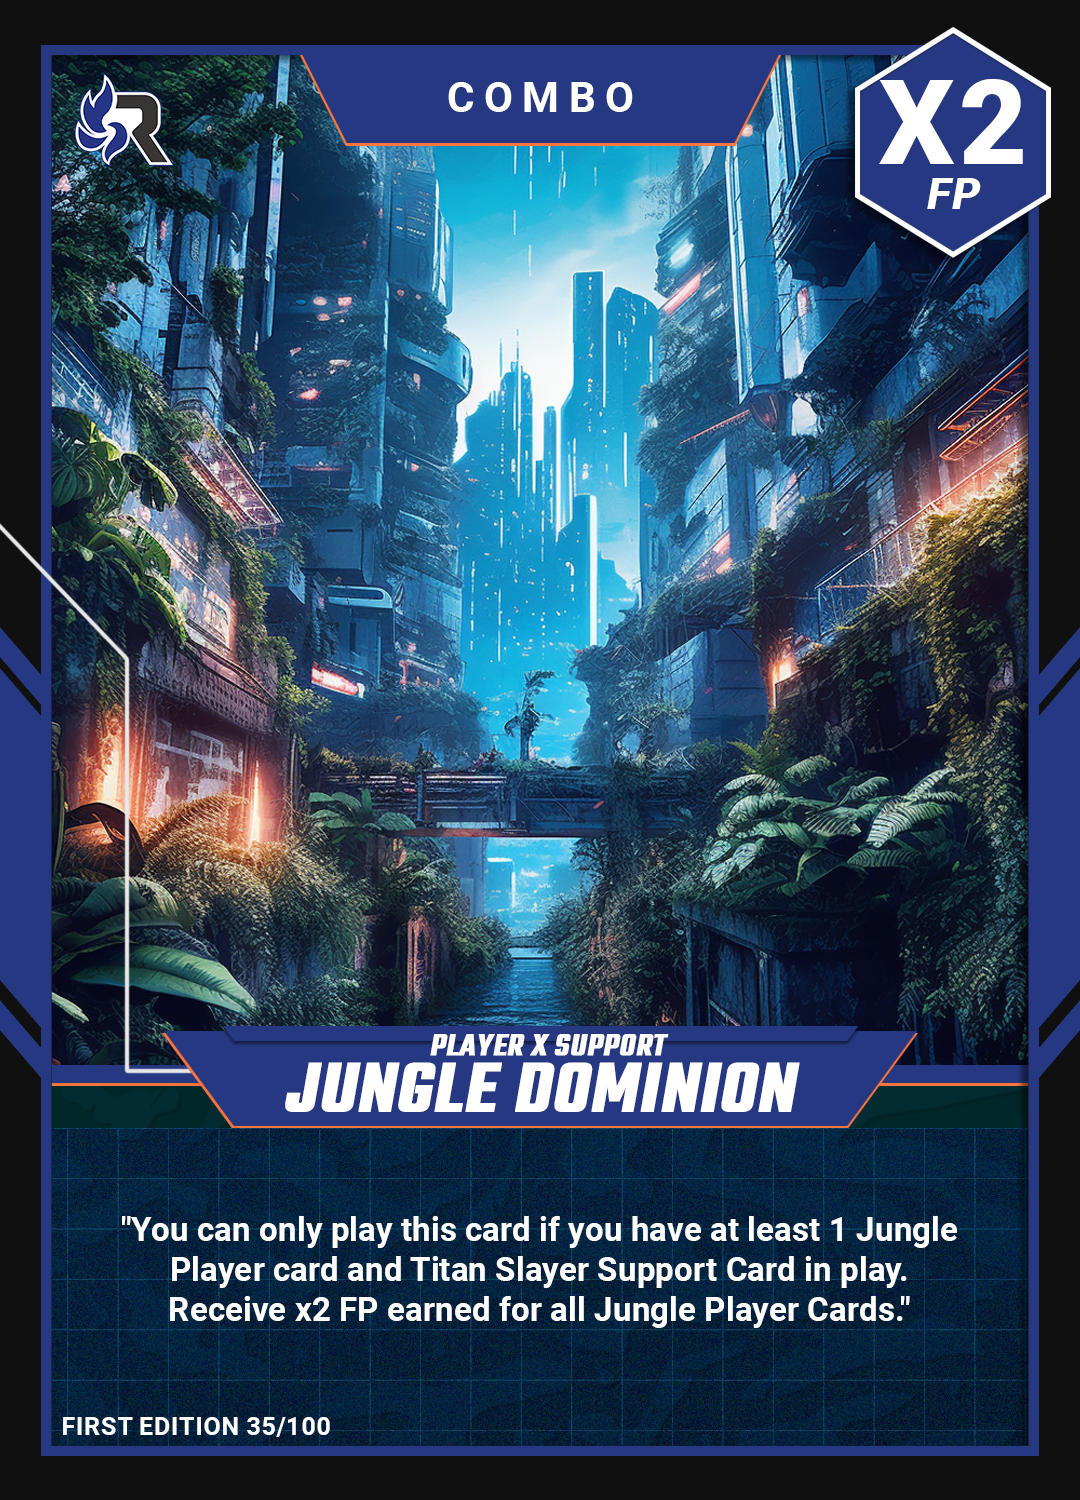 COMBO
X2
FP
R
PLAYER X SUPPORT
JUNGLE DOMINION
"You can only play this card if you have at least 1 Jungle
Player card and Titan Slayer Support Card in play.
Receive x2 FP earned for all Jungle Player Cards."
FIRST EDITION 35/100